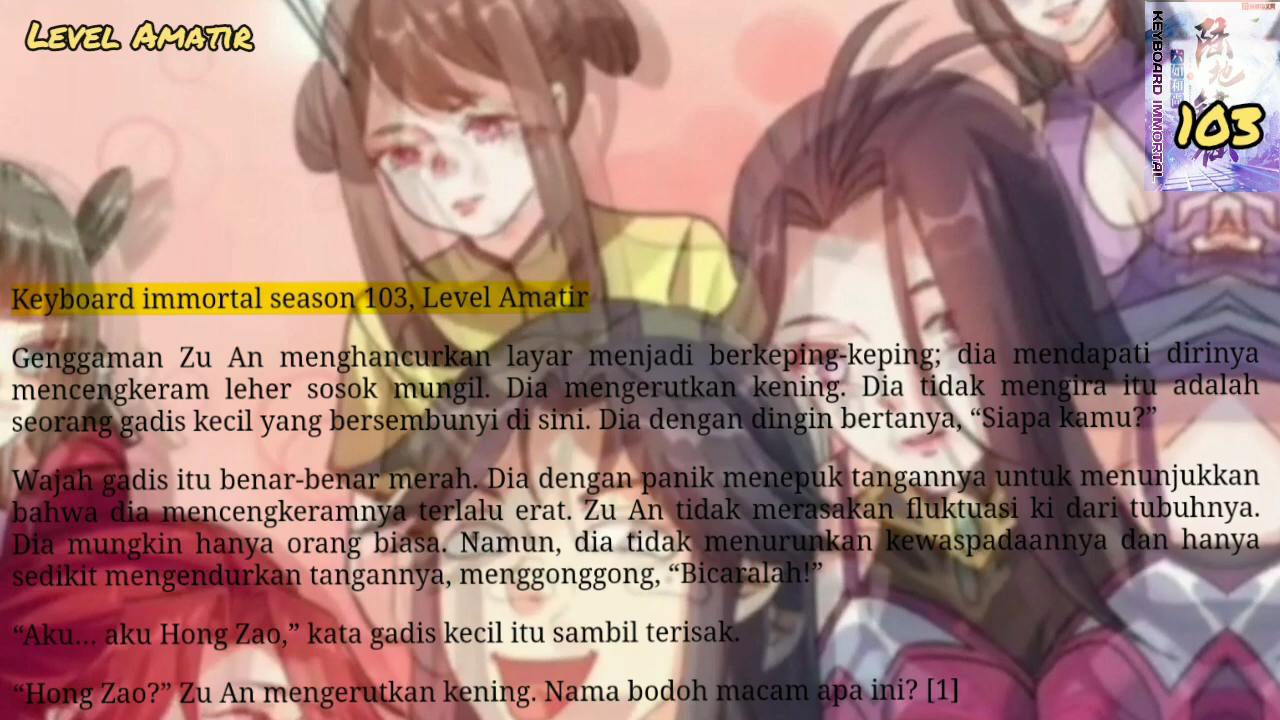 Level Amatir
KEYBOARD IMMORTAL
103
Keyboard immortal season 103, Level Amatir
Genggaman Zu An menghancurkan layar menjadi berkeping-keping; dia mendapati dirinya
mencengkeram leher sosok mungil. Dia mengerutkan kening. Dia tidak mengira itu adalah
seorang gadis kecil yang bersembunyi di sini. Dia dengan dingin bertanya, “Siapa kamu?”
Wajah gadis itu benar-benar merah. Dia dengan panik menepuk tangannya untuk menunjukkan
bahwa dia mencengkeramnya terlalu erat. Zu An tidak merasakan fluktuasi ki dari tubuhnya.
Dia mungkin hanya orang biasa. Namun, dia tidak menurunkan kewaspadaannya dan hanya
sedikit mengendurkan tangannya, menggonggong, “Bicaralah!”
“Aku... aku Hong Zao,” kata gadis kecil itu sambil terisak.
“Hong Zao?” Zu An mengerutkan kening. Nama bodoh macam apa ini? [1]